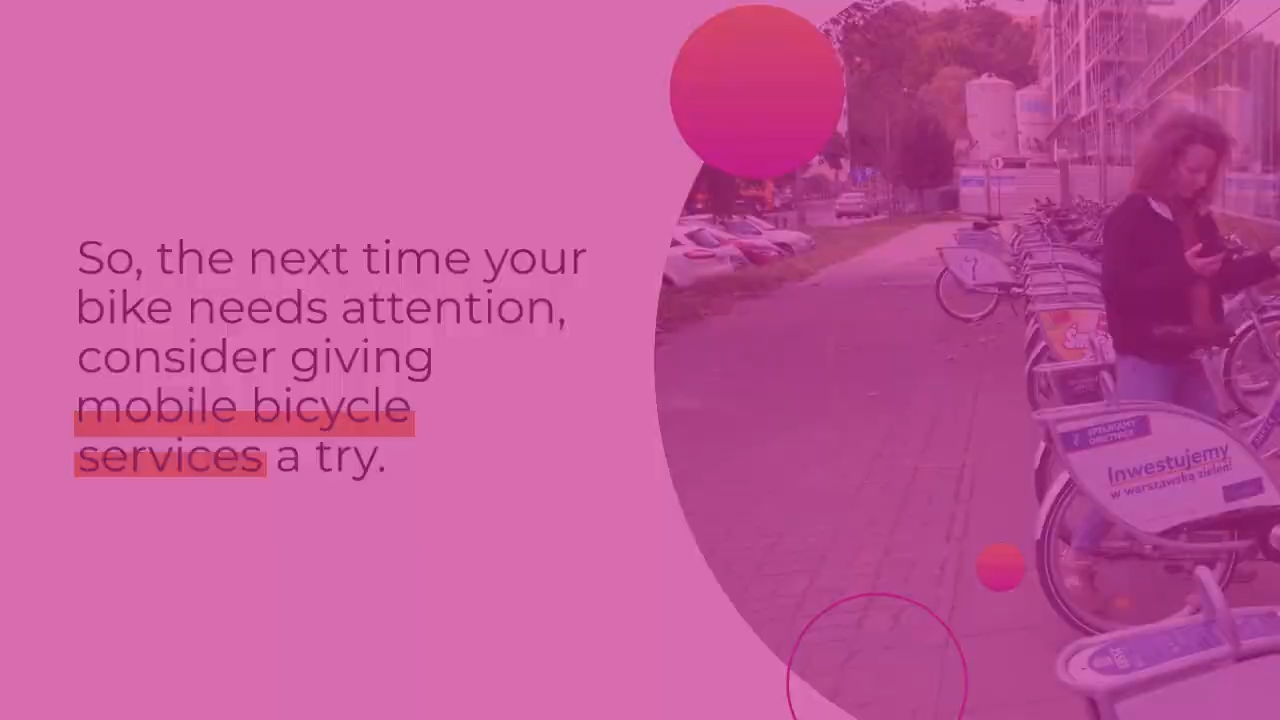 So, the next time your
bike needs attention,
consider giving
mobile bicycle
services a try.
Inwestujemy
w warszawską zieleń!